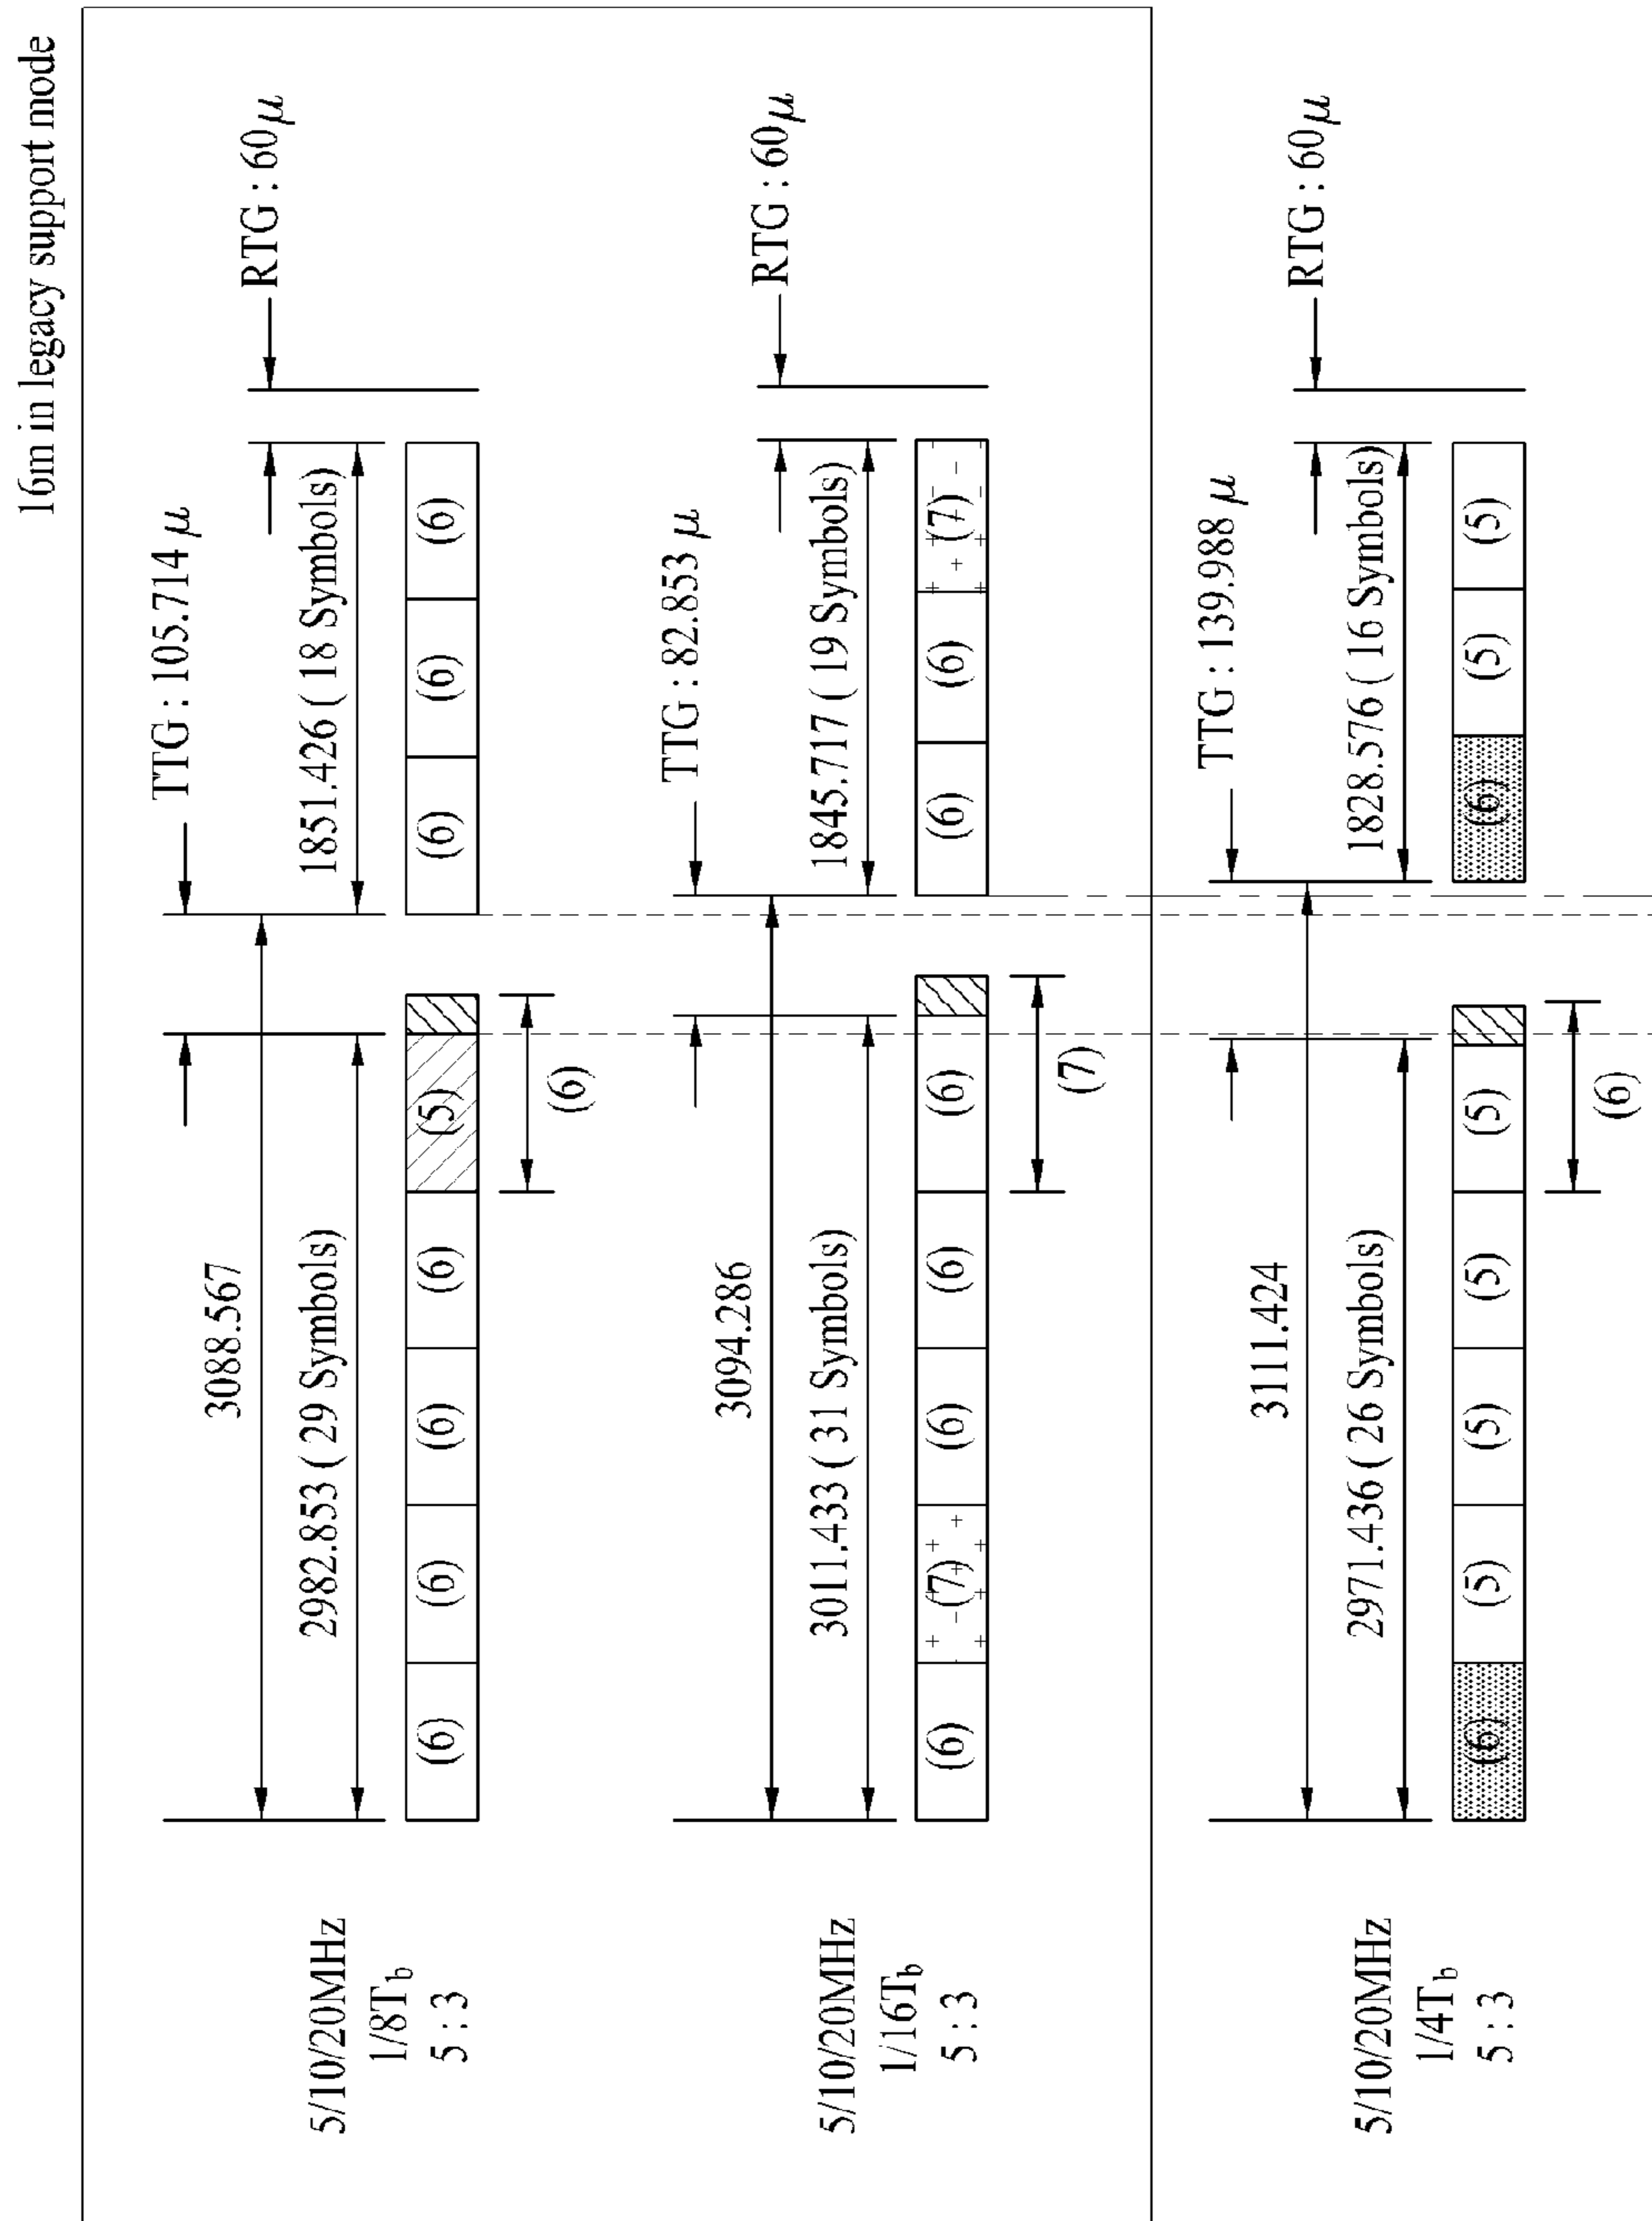 16m in legacy support mode
5/10/20MHz
1/8Tb
5 : 3
TTG : 105.714 μ
RTG : 60μ
3088.567
2982.853 ( 29 Symbols)
1851.426 ( 18 Symbols)
(6) (6) (6) (6) (5) (6) (6) (6)
(6)
5/10/20MHz
1/16Tb
5 : 3
TTG : 82.853 μ
RTG : 60μ
3094.286
3011.433 ( 31 Symbols)
1845.717 ( 19 Symbols)
(6) (7) (6) (6) (6) (6) (6) (7)
(7)
5/10/20MHz
1/4Tb
5 : 3
TTG : 139.988 μ
RTG : 60μ
3111.424
2971.436 ( 26 Symbols)
1828.576 ( 16 Symbols)
(6) (5) (5) (5) (5) (6) (5) (5)
(6)